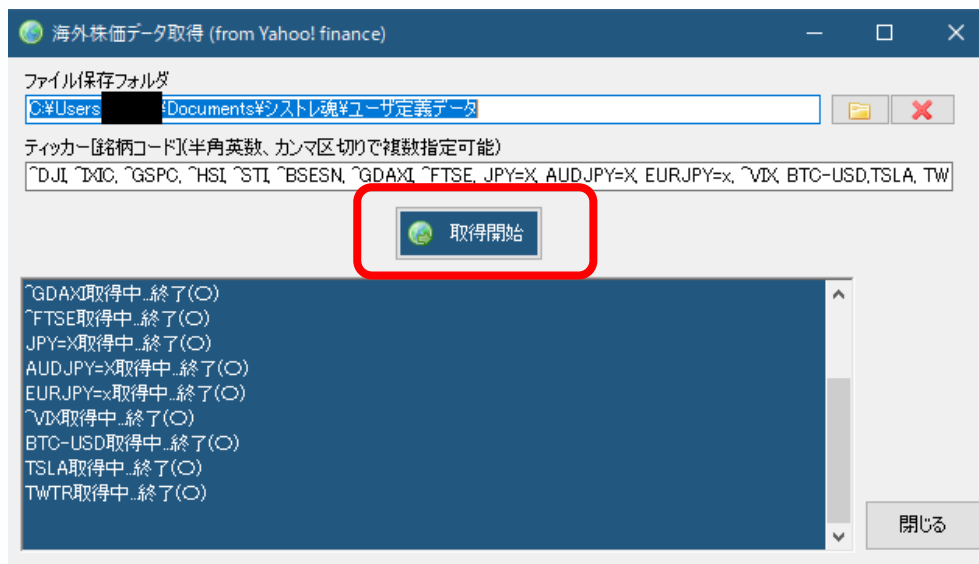 海外株価データ取得 (from Yahoo! finance)
ファイル保存フォルダ
C:¥Users ¥Documents¥シストレ魂¥ユーザ定義データ
ティッカー[銘柄コード](半角英数、カンマ区切りで複数指定可能)
^DJI, ^IXIC, ^GSPC, ^HSI, ^STI, ^BSESN, ^GDAXI, ^FTSE, JPY=X, AUDJPY=X, EURJPY=x, ^VIX, BTC-USD,TSLA, TW
取得開始
^GDAXI取得中...終了(○)
^FTSE取得中...終了(○)
JPY=X取得中...終了(○)
AUDJPY=X取得中...終了(○)
EURJPY=x取得中...終了(○)
^VIX取得中...終了(○)
BTC-USD取得中...終了(○)
TSLA取得中...終了(○)
TWTR取得中...終了(○)
閉じる